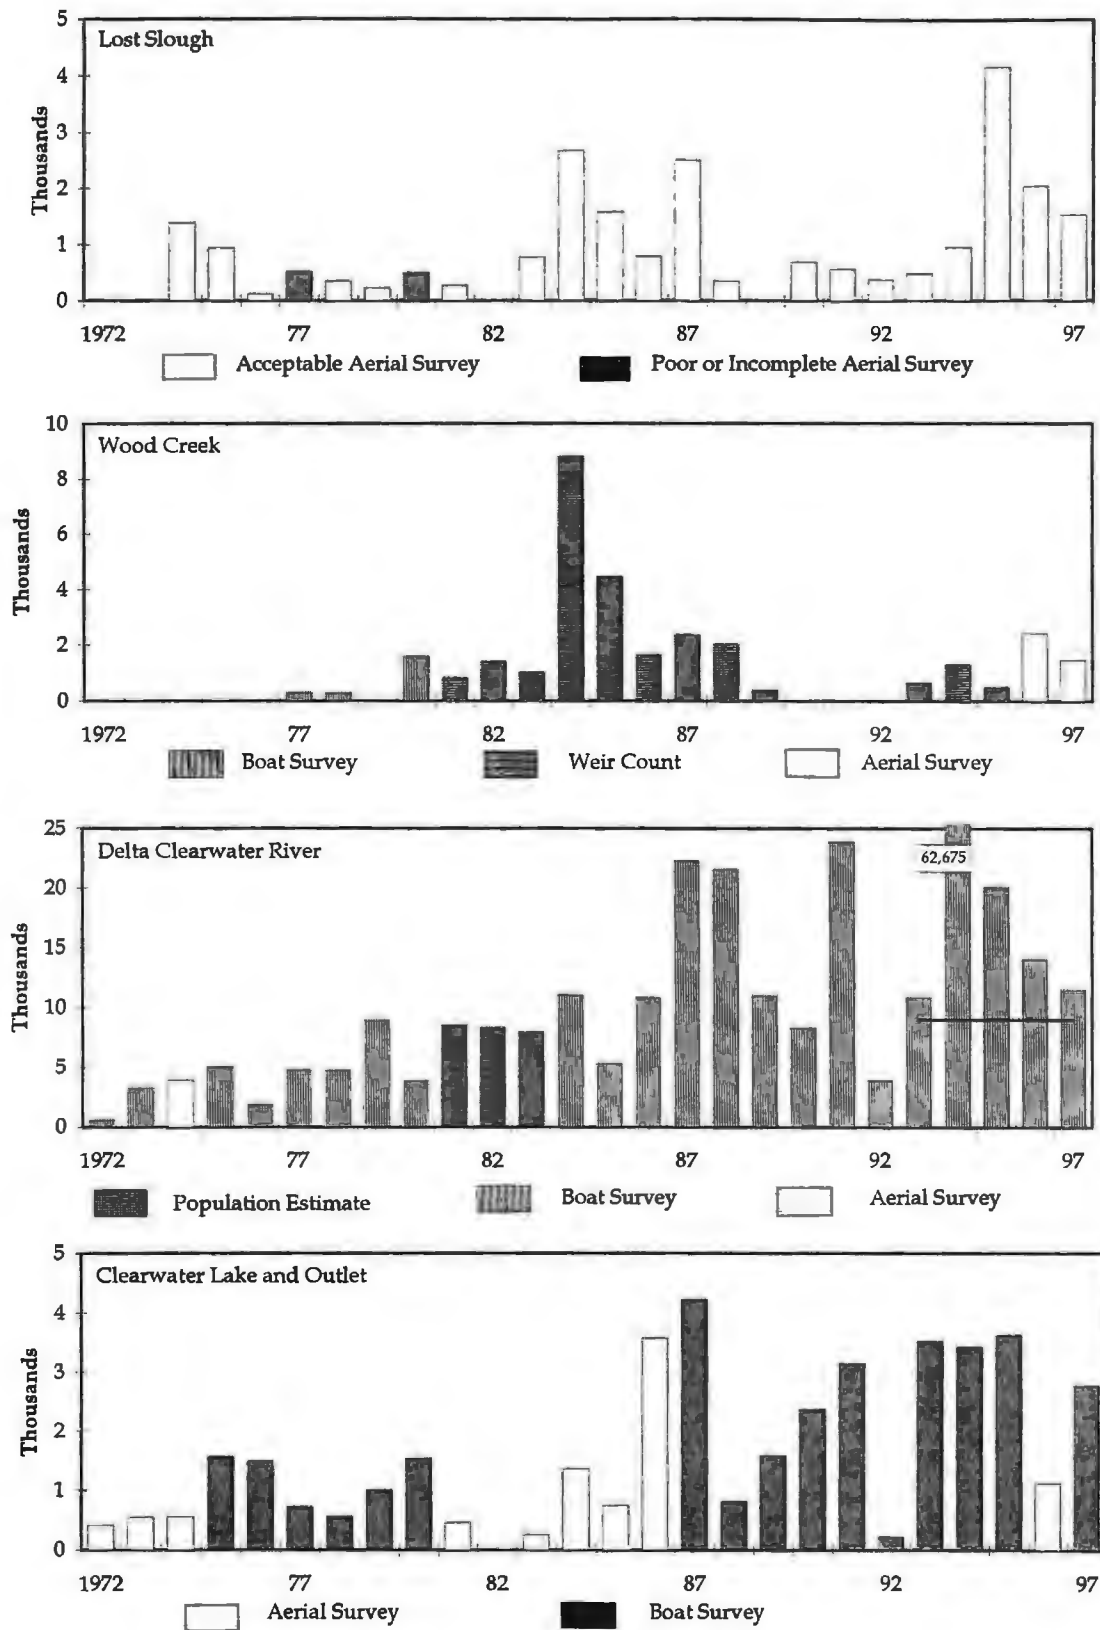 Lost Slough
Thousands
5
4
3
2
1
0
1972 77 82 87 92 97
Acceptable Aerial Survey Poor or Incomplete Aerial Survey
Wood Creek
Thousands
10
8
6
4
2
0
1972 77 82 87 92 97
Boat Survey Weir Count Aerial Survey
Delta Clearwater River
Thousands
25
20
15
10
5
0
62,675
1972 77 82 87 92 97
Population Estimate Boat Survey Aerial Survey
Clearwater Lake and Outlet
Thousands
5
4
3
2
1
0
1972 77 82 87 92 97
Aerial Survey Boat Survey